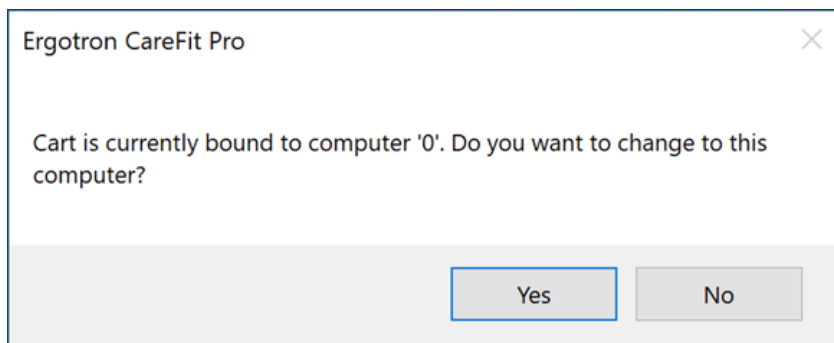 Ergotron CareFit Pro
Cart is currently bound to computer '0'. Do you want to change to this
computer?
Yes
No